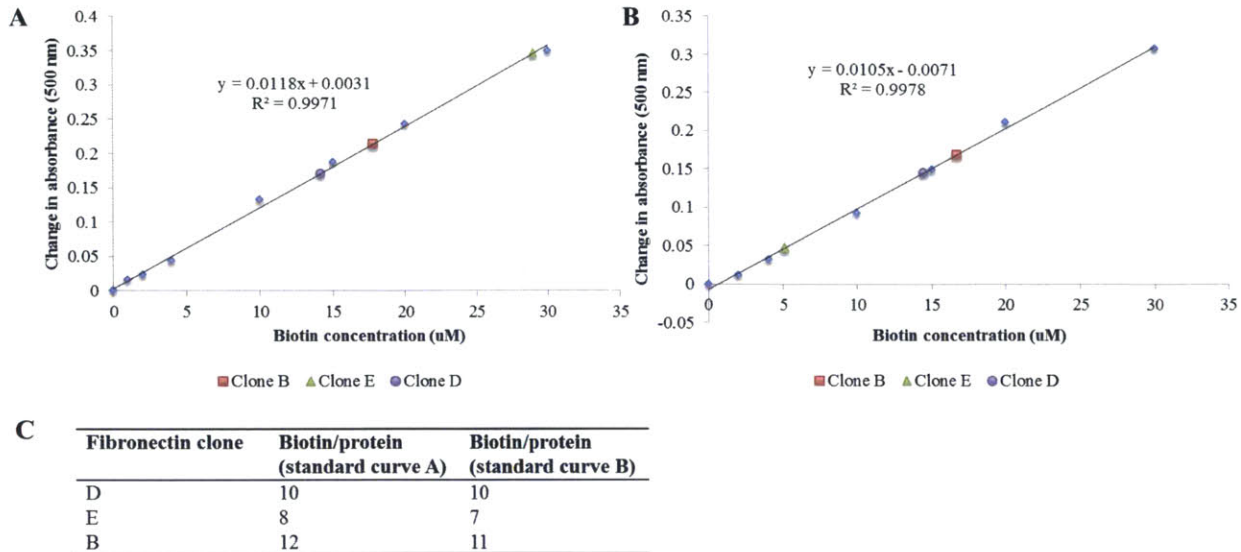 A
Change in absorbance (500 nm)
0.4
0.35
0.3
0.25
0.2
0.15
0.1
0.05
0
y = 0.0118x + 0.0031
R² = 0.9971
0 5 10 15 20 25 30 35
Biotin concentration (uM)
Clone B Clone E Clone D
B
Change in absorbance (500 nm)
0.35
0.3
0.25
0.2
0.15
0.1
0.05
0
-0.05
y = 0.0105x - 0.0071
R² = 0.9978
0 5 10 15 20 25 30 35
Biotin concentration (uM)
Clone B Clone E Clone D
C
Fibronectin clone Biotin/protein Biotin/protein
(standard curve A) (standard curve B)
D 10 10
E 8 7
B 12 11